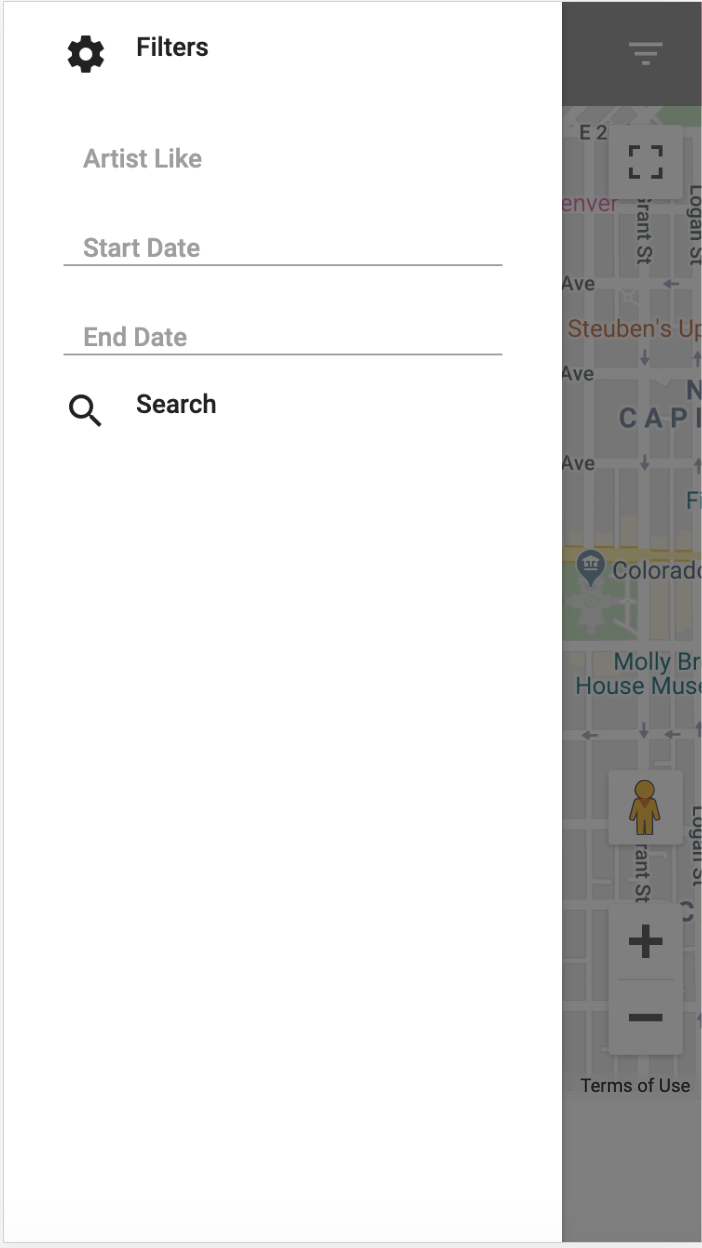 Filters
Artist Like
Start Date
End Date
Search
E 2
enver
Grant St
Logan St
Ave
Steuben's Up
Ave
N
CAPI
Ave
Fi
Colorado
Molly Br
House Muse
Logan St
rant St
C
Terms of Use